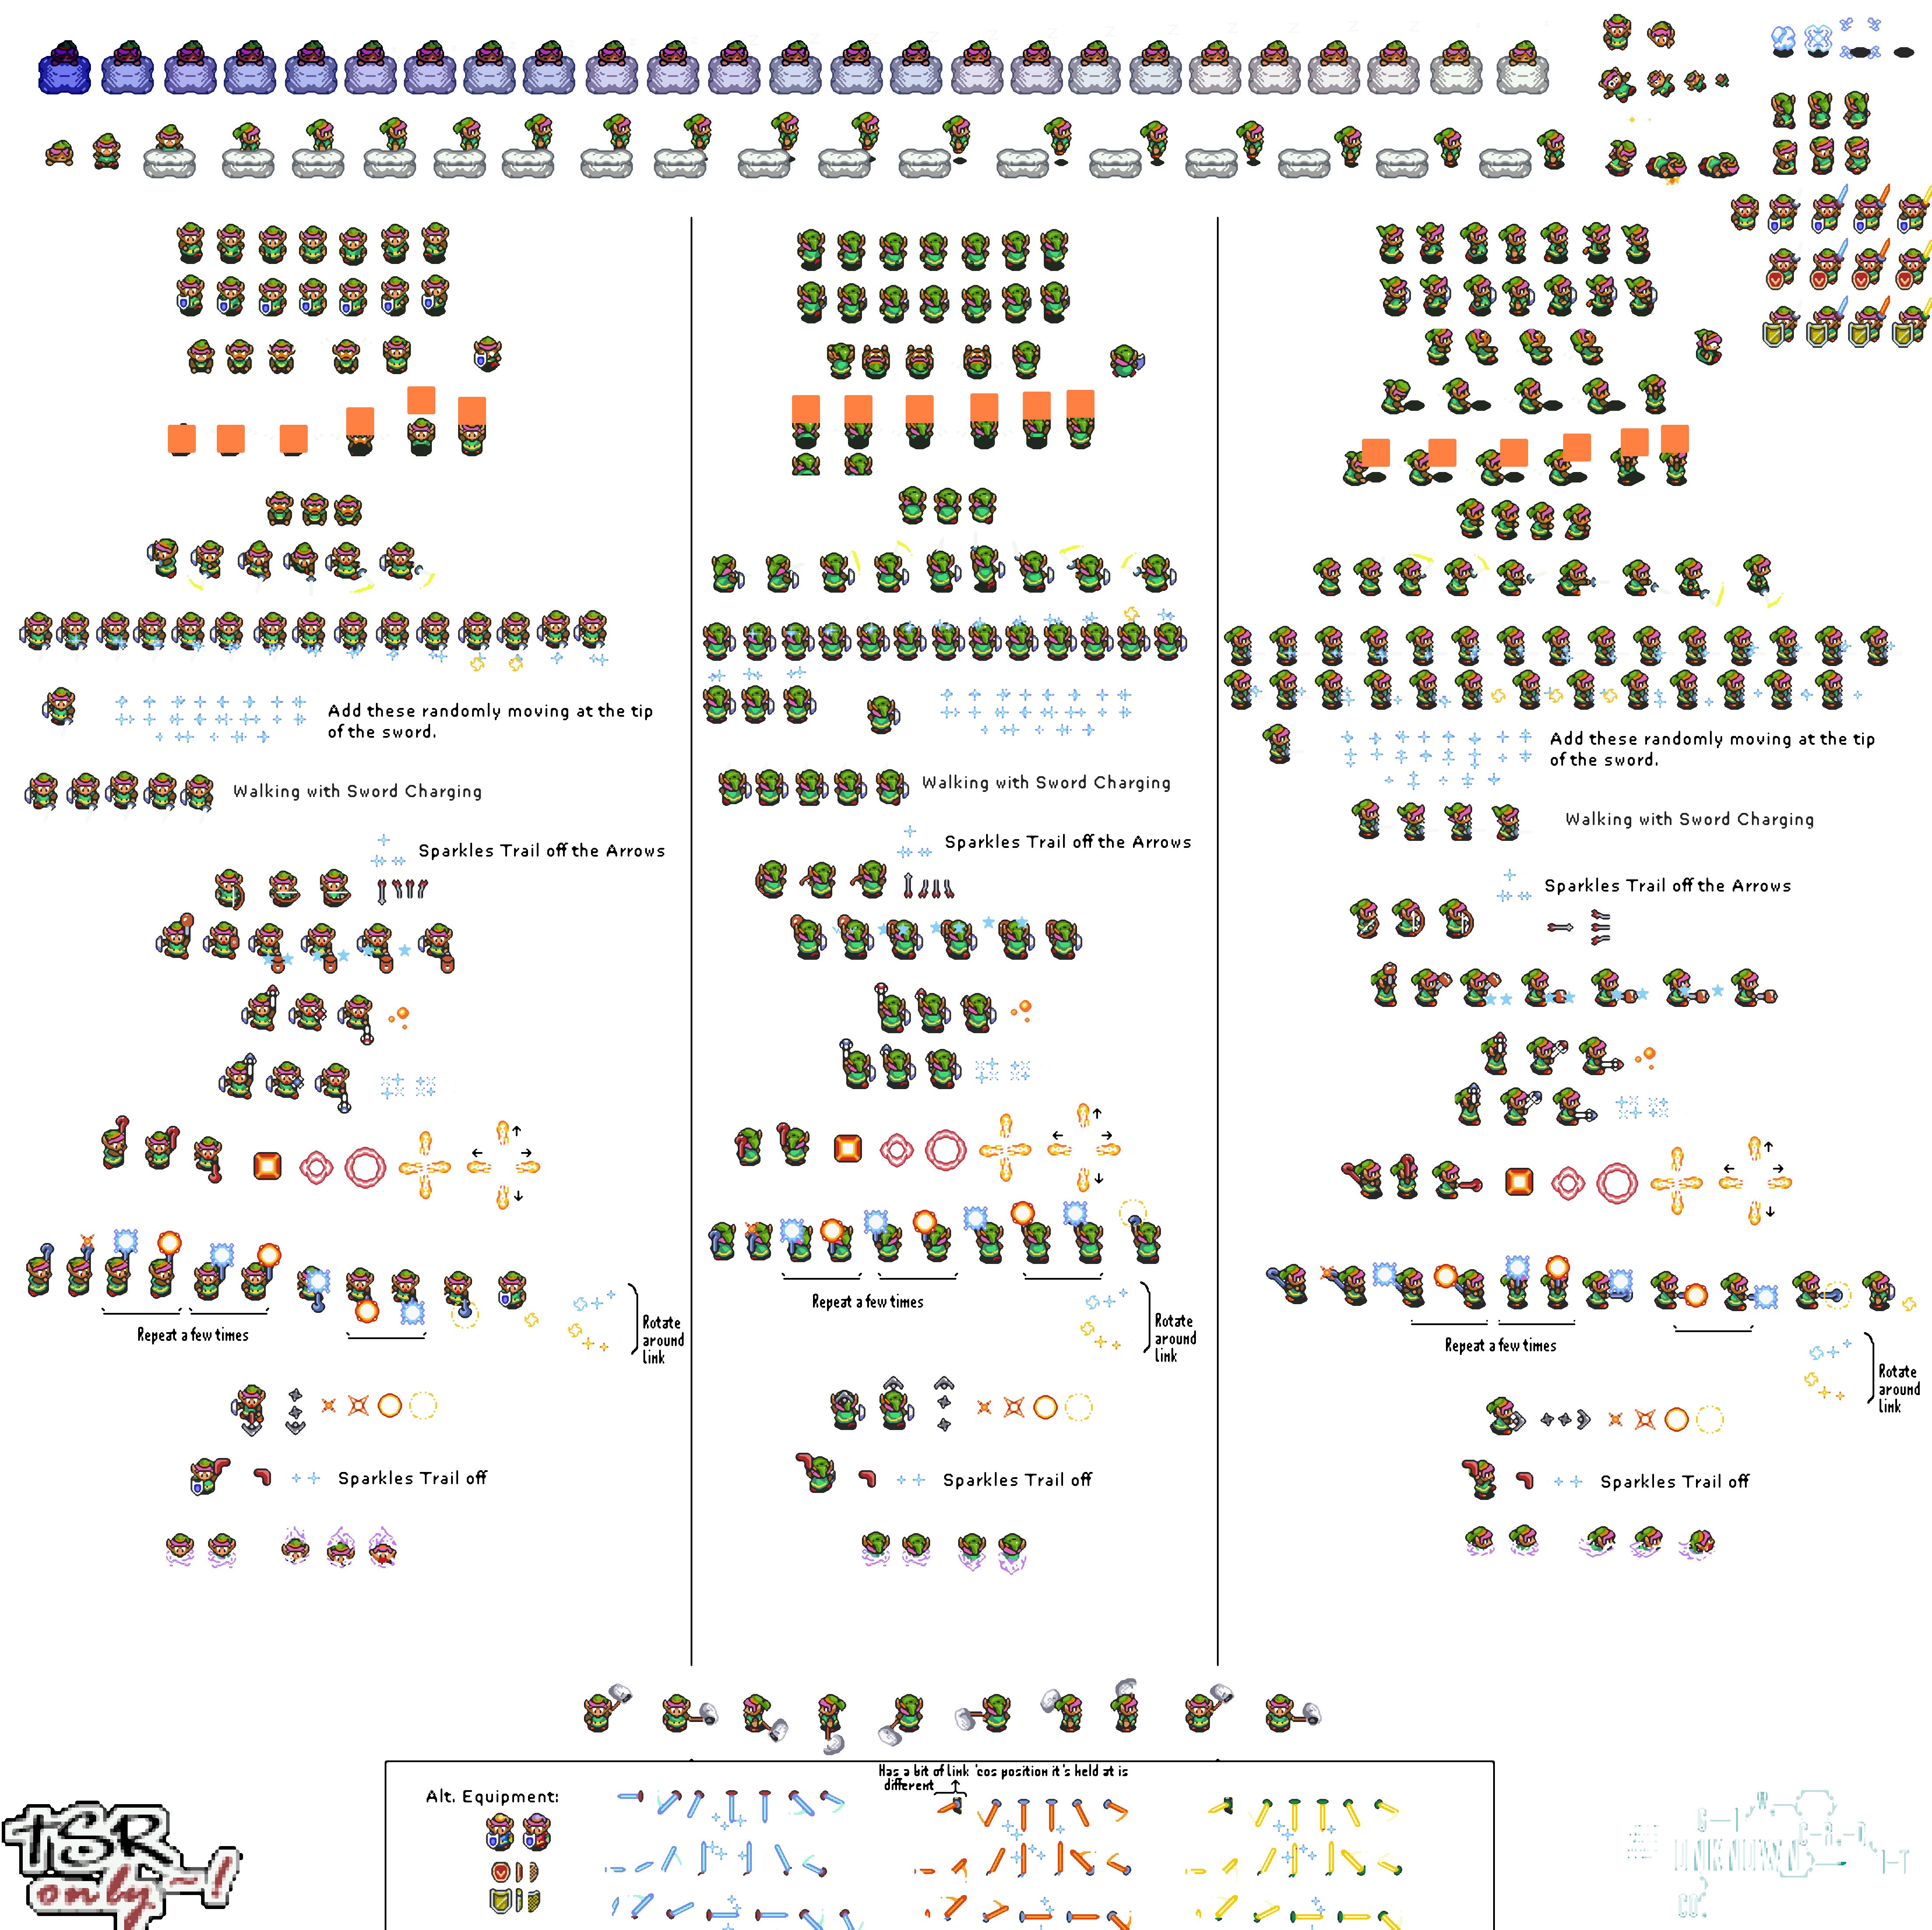 Add these randomly moving at the tip
of the sword.
Add these randomly moving at the tip
of the sword.
Walking with Sword Charging
Walking with Sword Charging
Walking with Sword Charging
Sparkles Trail off the Arrows
Sparkles Trail off the Arrows
Sparkles Trail off the Arrows
Repeat a few times
Rotate
around
link
Repeat a few times
Rotate
around
link
Repeat a few times
Rotate
around
link
Sparkles Trail off
Sparkles Trail off
Sparkles Trail off
Has a bit of link 'cos position it's held at is
different
Alt. Equipment:
tSR
only-!
UNKNOWN